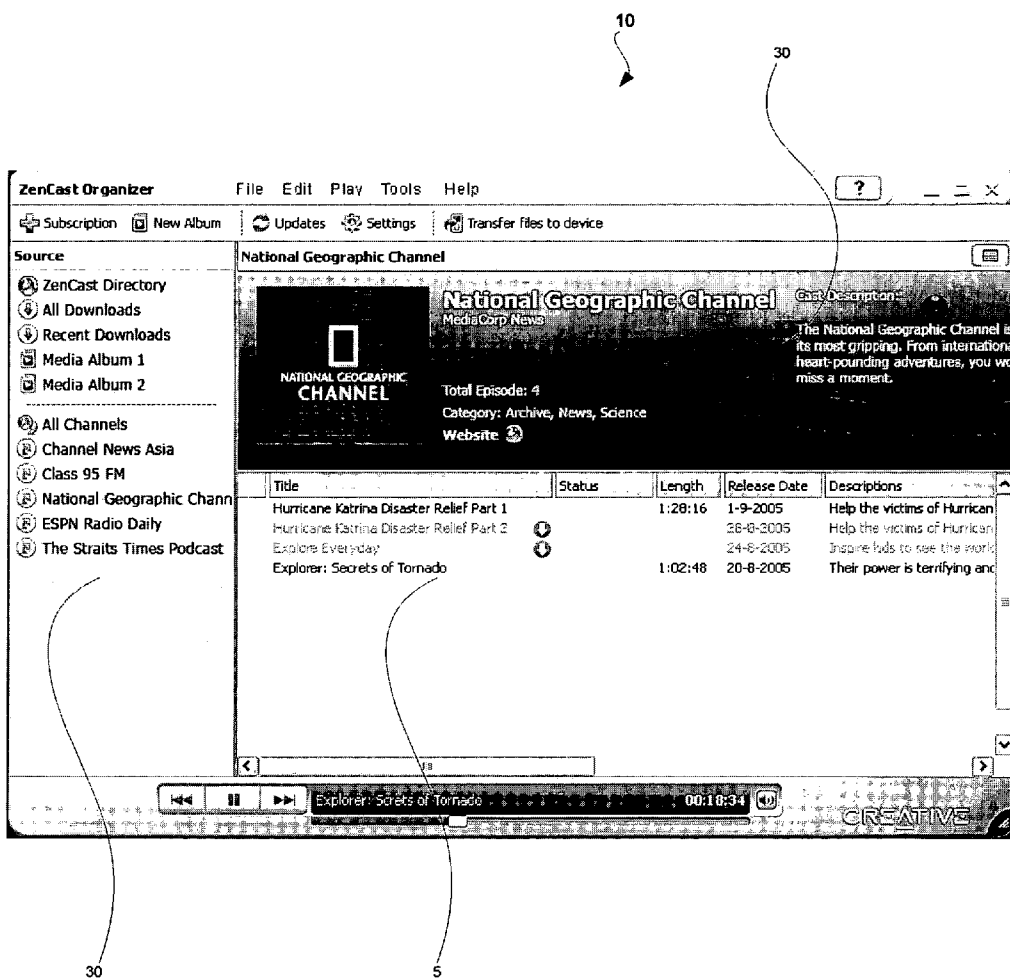 10
30
ZenCast Organizer File Edit Play Tools Help ?
Subscription New Album Updates Settings Transfer files to device
Source
National Geographic Channel
ZenCast Directory
All Downloads
Recent Downloads
Media Album 1
Media Album 2
All Channels
Channel News Asia
Class 95 FM
National Geographic Chann
ESPN Radio Daily
The Straits Times Podcast
NATIONAL GEOGRAPHIC
CHANNEL
National Geographic Channel
MediaCorp News
Total Episode: 4
Category: Archive, News, Science
Website
Cast Description:
The National Geographic Channel is
its most gripping. From internationa
heart-pounding adventures, you wo
miss a moment.
Title Status Length Release Date Descriptions
Hurricane Katrina Disaster Relief Part 1 1:28:16 1-9-2005 Help the victims of Hurrican
Hurricane Katrina Disaster Relief Part 2 28-8-2005 Help the victims of Hurrican
Explore Everyday 24-8-2005 Inspire kids to see the world
Explorer: Secrets of Tornado 1:02:48 20-8-2005 Their power is terrifying and
Explorer: Screts of Tornado 00:18:34
CREATIVE
30
5